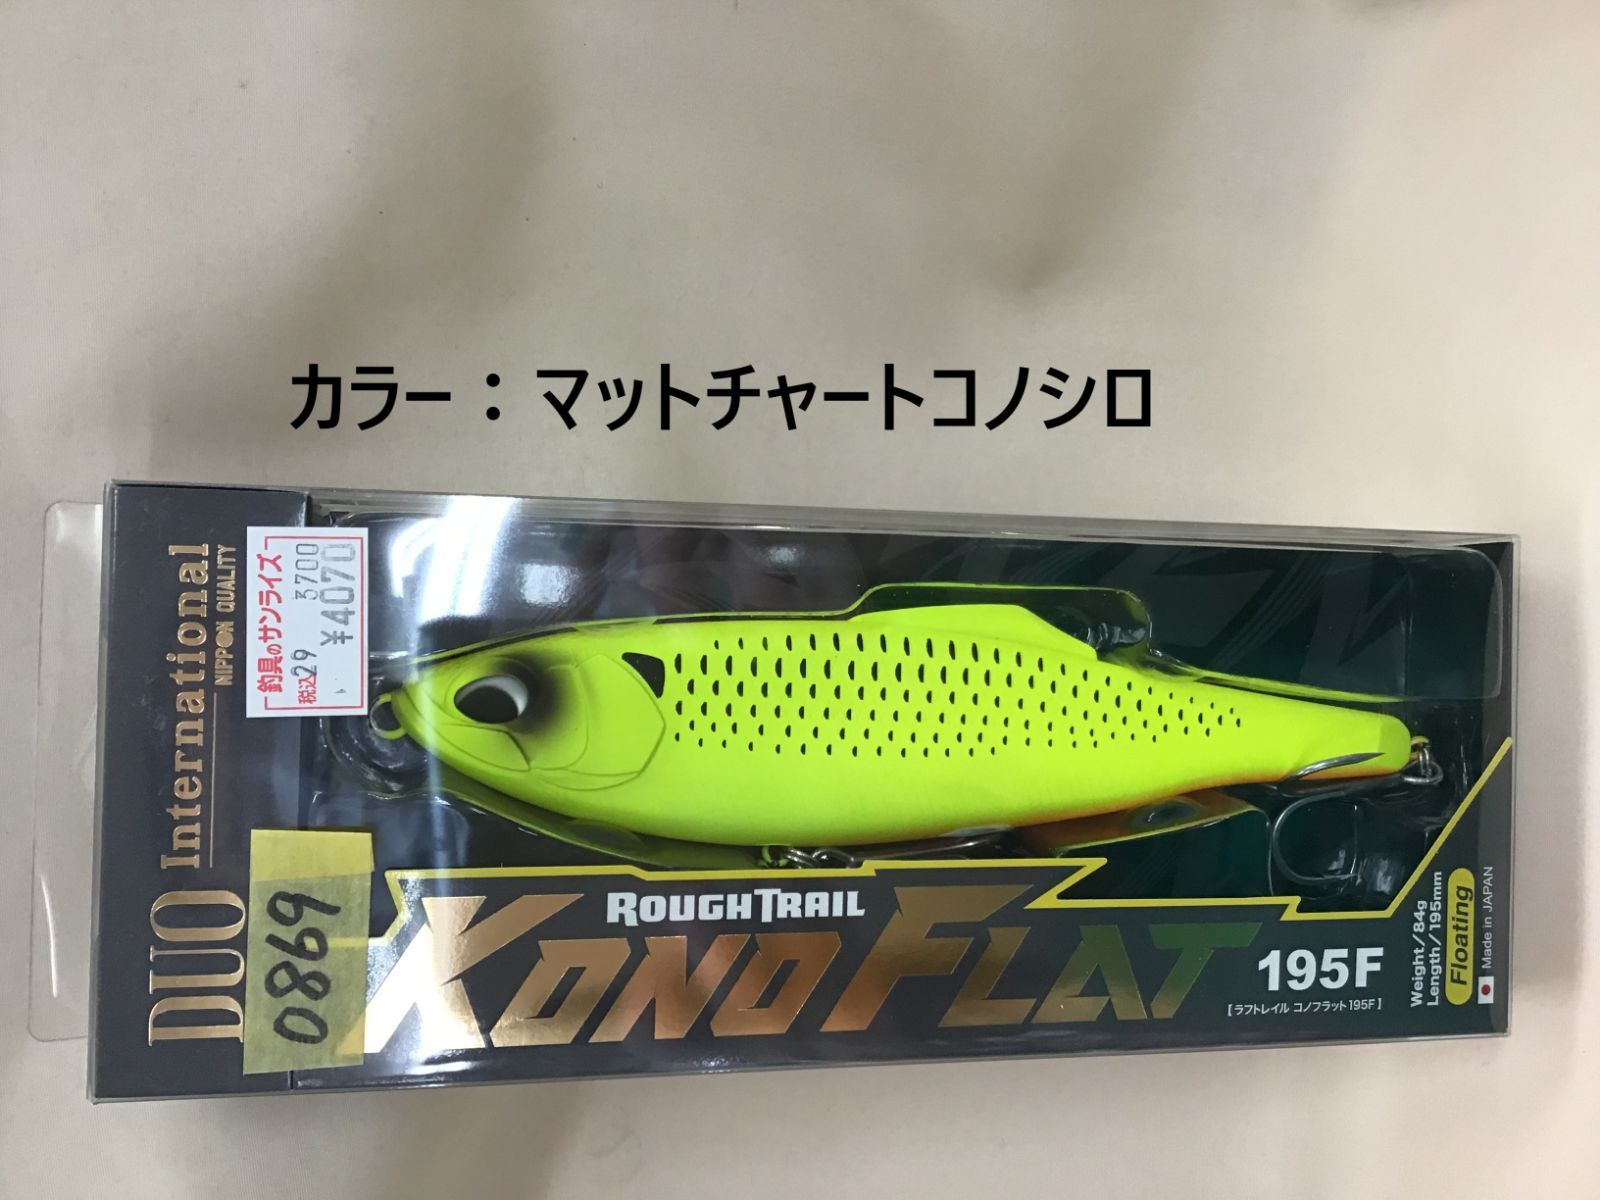 カラー：マットチャートコノシロ
DUO International
NIPPON QUALITY
釣具のサンライズ
29 3700
税込 ¥4070
0869
ROUGH TRAIL
KONOFLAT
195F
[ ラフトレイル コノフラット195F ]
Weight/84g
Length/195mm
Floating
Made in JAPAN